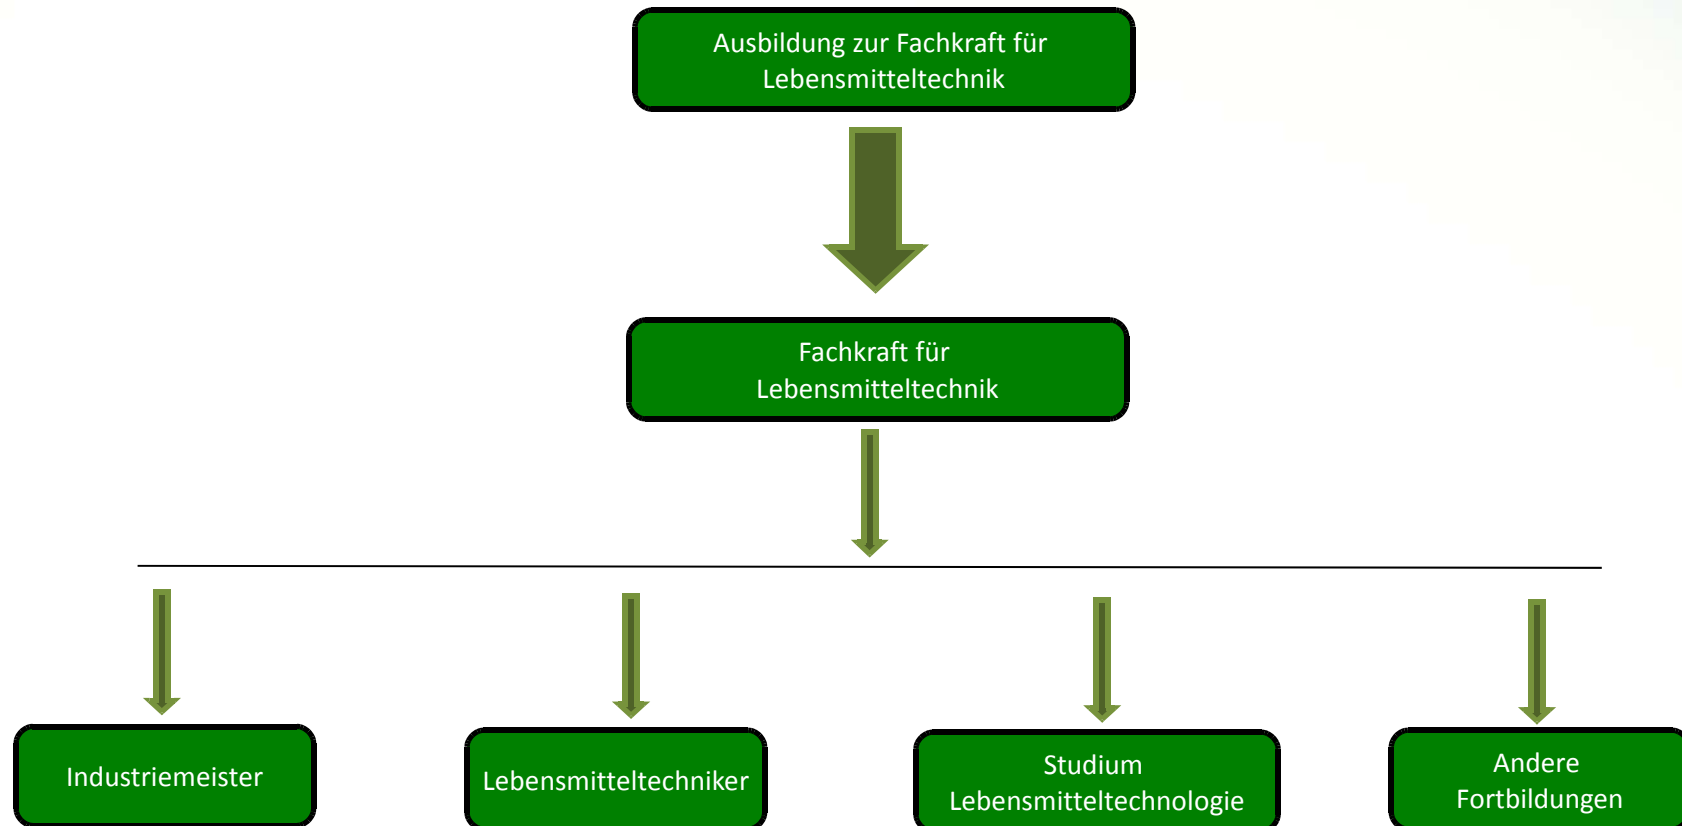 Ausbildung zur Fachkraft für
Lebensmitteltechnik
Fachkraft für
Lebensmitteltechnik
Industriemeister
Lebensmitteltechniker
Studium
Lebensmitteltechnologie
Andere
Fortbildungen